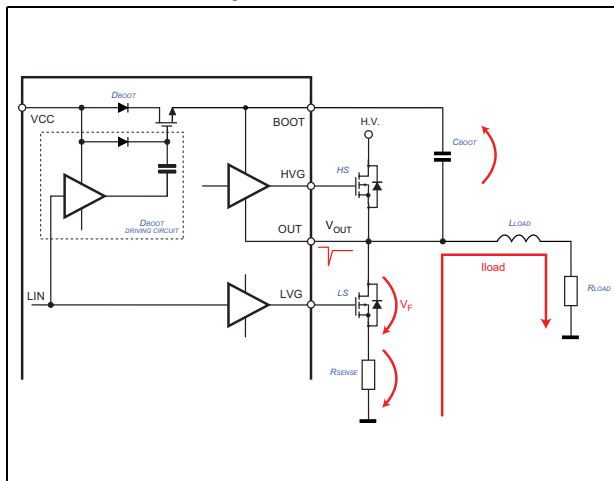 DBOOT
VCC
BOOT
H.V.
CBOOT
HVG
HS
DBOOT
DRIVING CIRCUIT
OUT
VOUT
LLOAD
Iload
LIN
LVG
LS
VF
RLOAD
RSENSE